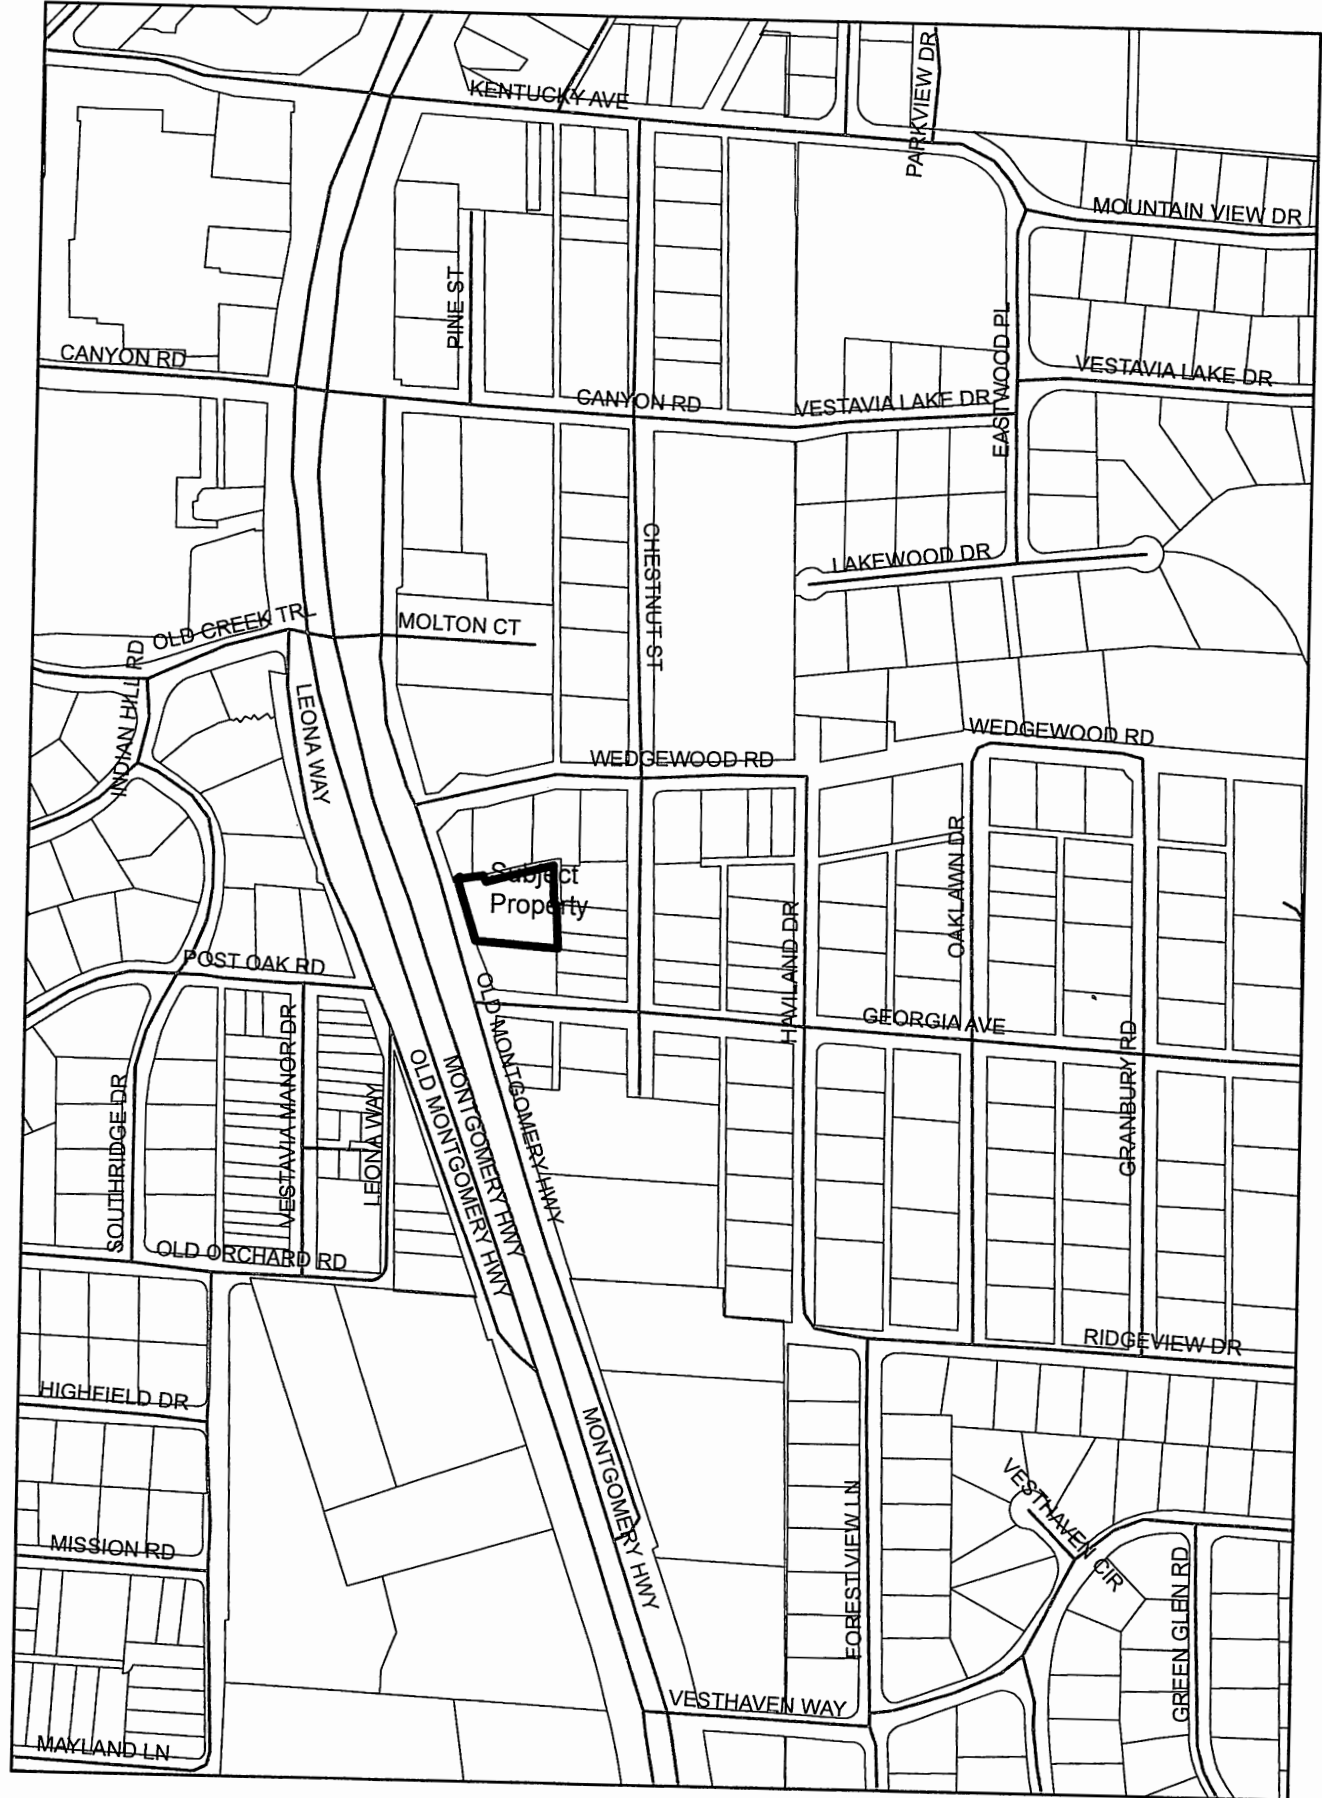 KENTUCKY AVE
PARKVIEW DR
MOUNTAIN VIEW DR
PINE ST
EASTWOOD PL
CANYON RD
VESTAVIA LAKE DR
CANYON RD
VESTAVIA LAKE DR
CHESTNUT ST
LAKEWOOD DR
OLD CREEK TRL
MOLTON CT
INDIAN HILL RD
LEONA WAY
WEDGEWOOD RD
WEDGEWOOD RD
Subject
Property
OAKLAWN DR
HAVILAND DR
POST OAK RD
OLD MONTGOMERY HWY
GEORGIA AVE
VESTAVIA MANOR DR
GRANBURY RD
OLD MONTGOMERY HWY
MONTGOMERY HWY
SOUTHRIDGE DR
LEONA WAY
OLD ORCHARD RD
RIDGEVIEW DR
HIGHFIELD DR
MONTGOMERY HWY
VESTHAVEN CIR
FORESTVIEW LN
MISSION RD
GREEN GLEN RD
VESTHAVEN WAY
MAYLAND LN